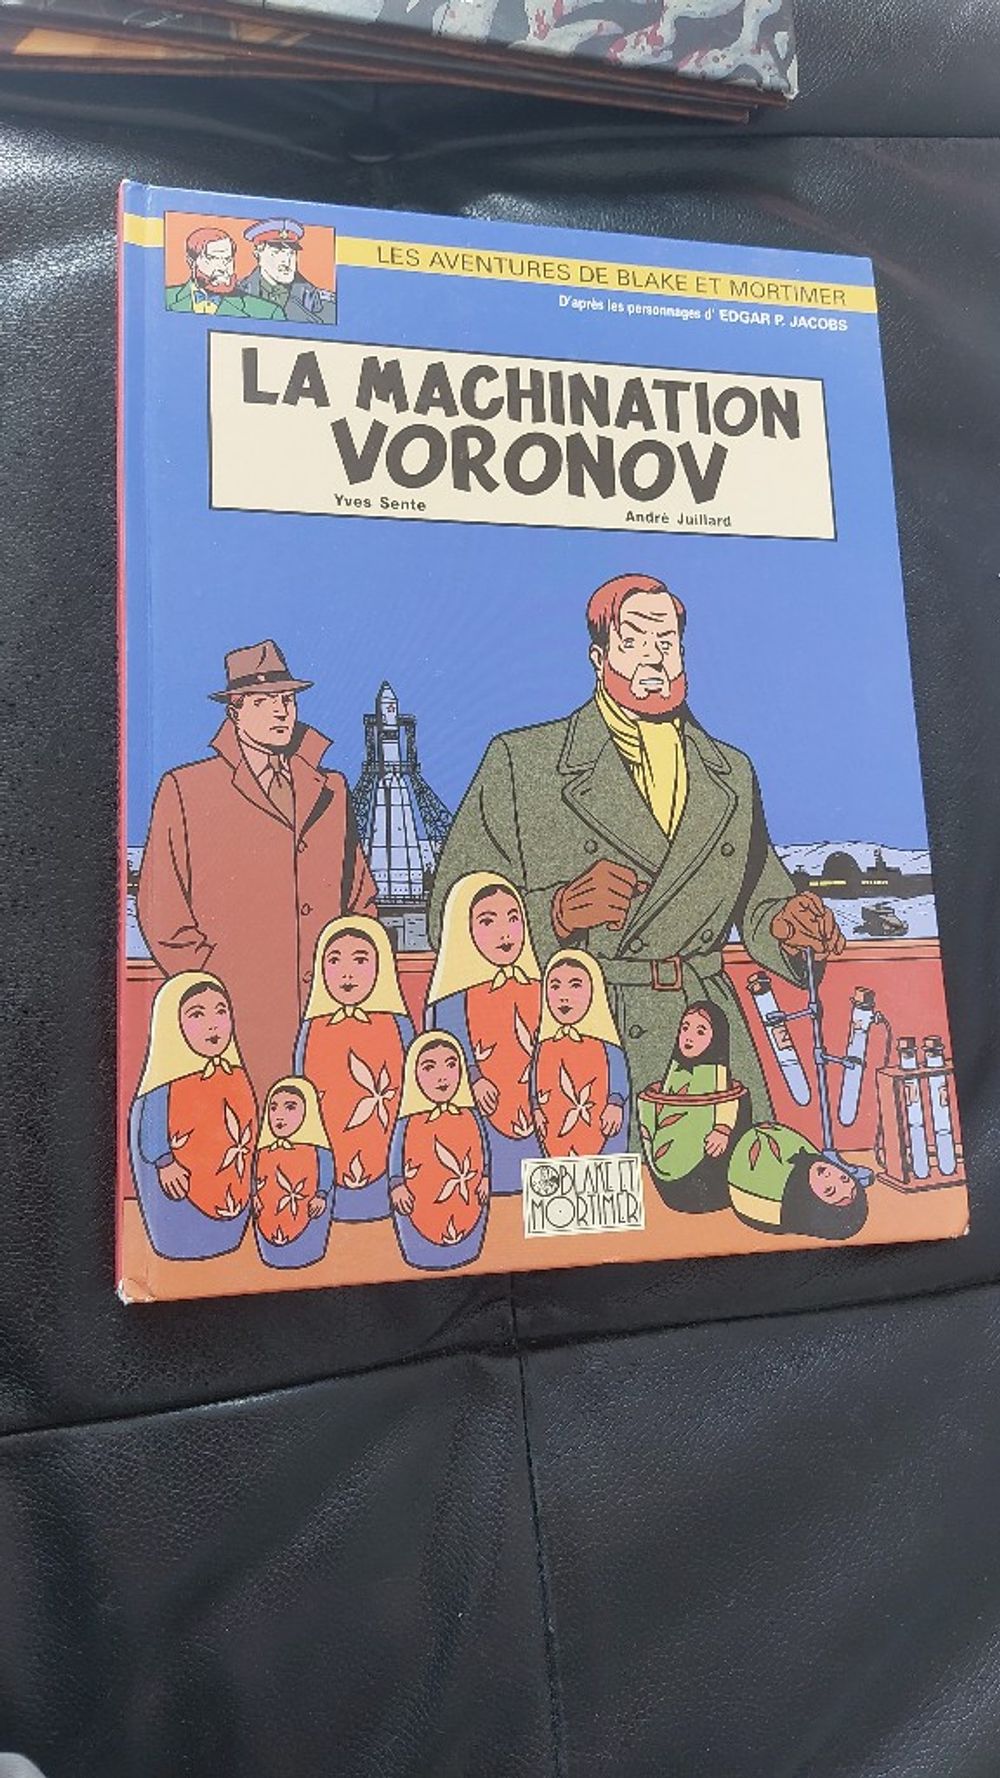 LES AVENTURES DE BLAKE ET MORTIMER
D'après les personnages d' EDGAR P. JACOBS
LA MACHINATION
VORONOV
Yves Sente
André Juillard
BLAKE ET
MORTIMER